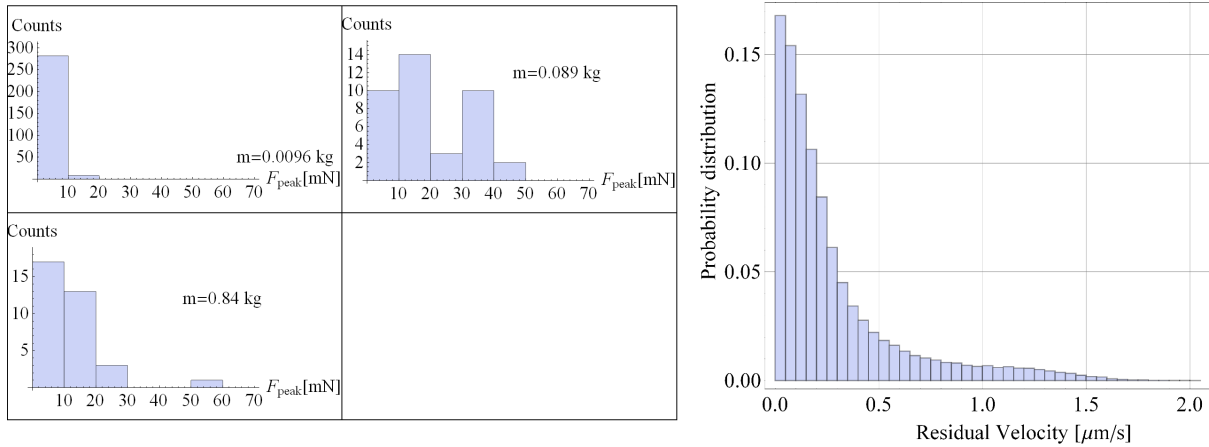 Counts
300
250
200
150
100
50
m=0.0096 kg
10 20 30 40 50 60 70
F_peak[mN]
Counts
14
12
10
8
6
4
2
m=0.089 kg
10 20 30 40 50 60 70
F_peak[mN]
Counts
15
10
5
m=0.84 kg
10 20 30 40 50 60 70
F_peak[mN]
Probability distribution
0.15
0.10
0.05
0.00
0.0 0.5 1.0 1.5 2.0
Residual Velocity [μm/s]